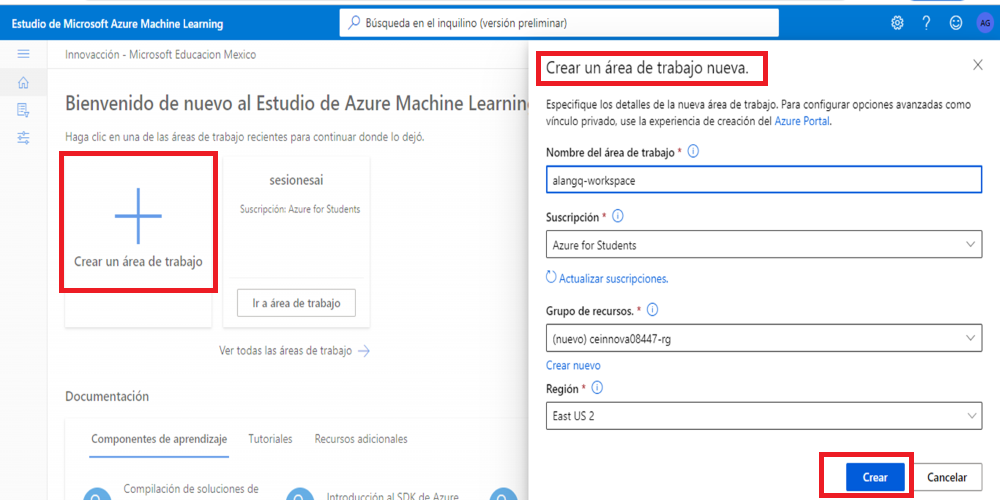 Estudio de Microsoft Azure Machine Learning
Búsqueda en el inquilino (versión preliminar)
AG
Innovacción - Microsoft Educacion Mexico
Bienvenido de nuevo al Estudio de Azure Machine Learning
Haga clic en una de las áreas de trabajo recientes para continuar donde lo dejó.
Crear un área de trabajo
sesionesai
Suscripción: Azure for Students
Ir a área de trabajo
Ver todas las áreas de trabajo
Documentación
Componentes de aprendizaje
Tutoriales
Recursos adicionales
Compilación de soluciones de
Introducción al SDK de Azure
Crear un área de trabajo nueva.
Especifique los detalles de la nueva área de trabajo. Para configurar opciones avanzadas como
vínculo privado, use la experiencia de creación del Azure Portal.
Nombre del área de trabajo *
alangq-workspace
Suscripción *
Azure for Students
Actualizar suscripciones.
Grupo de recursos. *
(nuevo) ceinnova08447-rg
Crear nuevo
Región *
East US 2
Crear
Cancelar